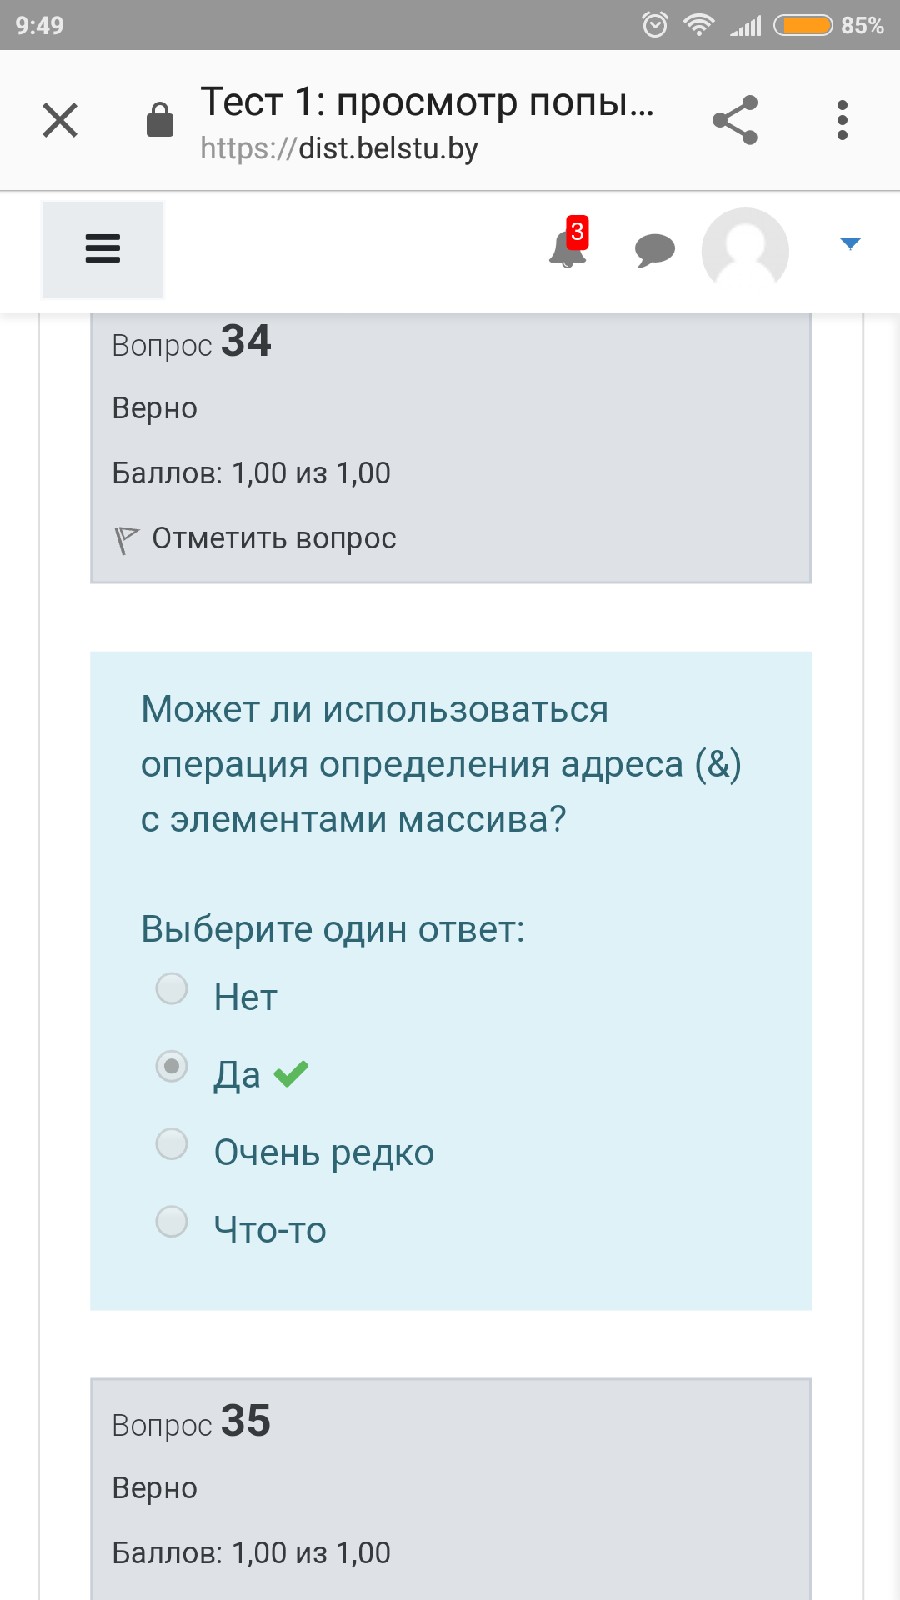 9:49
85%
Тест 1: просмотр попы...
https://dist.belstu.by
3
Вопрос 34
Верно
Баллов: 1,00 из 1,00
Отметить вопрос
Может ли использоваться
операция определения адреса (&)
с элементами массива?
Выберите один ответ:
Нет
Да
Очень редко
Что-то
Вопрос 35
Верно
Баллов: 1,00 из 1,00